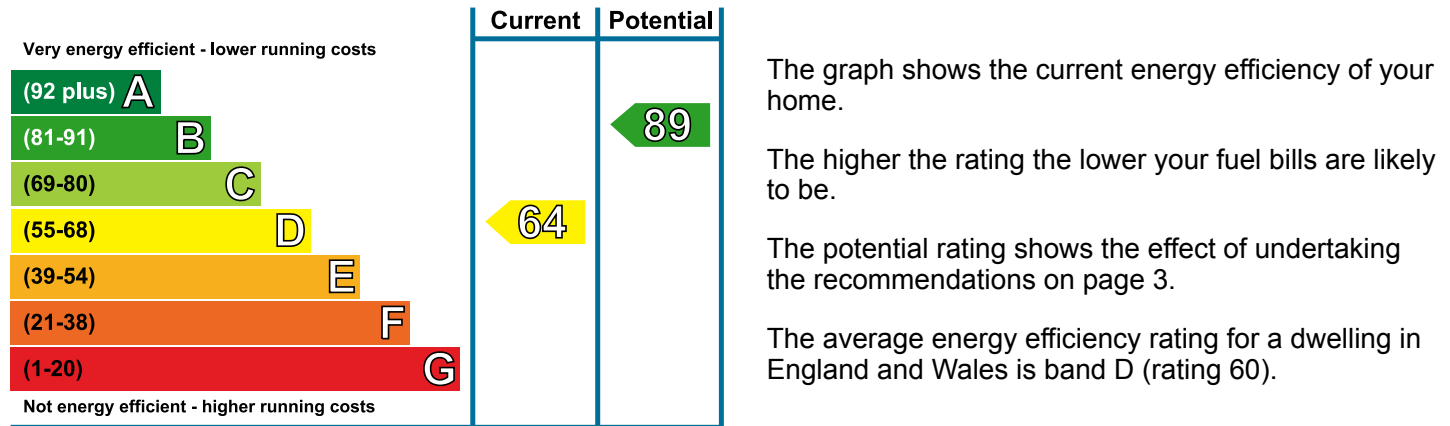 Current Potential
Very energy efficient - lower running costs
(92 plus) A
(81-91) B
(69-80) C
(55-68) D
(39-54) E
(21-38) F
(1-20) G
Not energy efficient - higher running costs
64
89
The graph shows the current energy efficiency of your
home.
The higher the rating the lower your fuel bills are likely
to be.
The potential rating shows the effect of undertaking
the recommendations on page 3.
The average energy efficiency rating for a dwelling in
England and Wales is band D (rating 60).